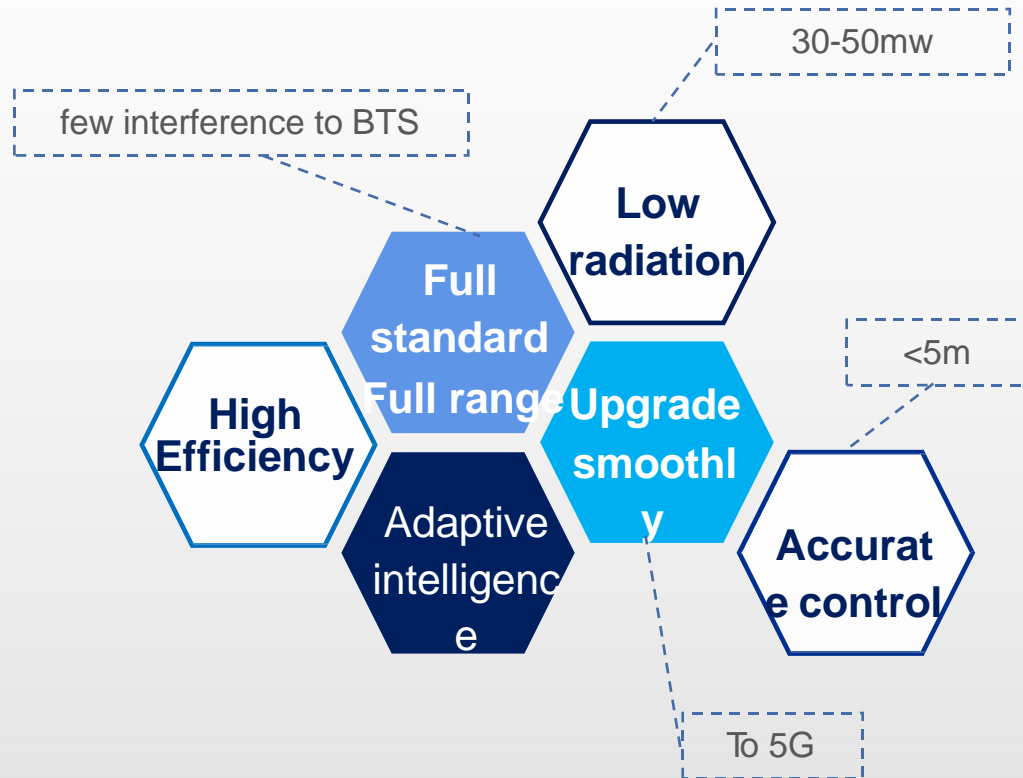 30-50mw
few interference to BTS
Low
radiation
Full
standard
Full range
<5m
High
Efficiency
Upgrade
smoothl
y
Adaptive
intelligenc
e
Accurat
e control
To 5G